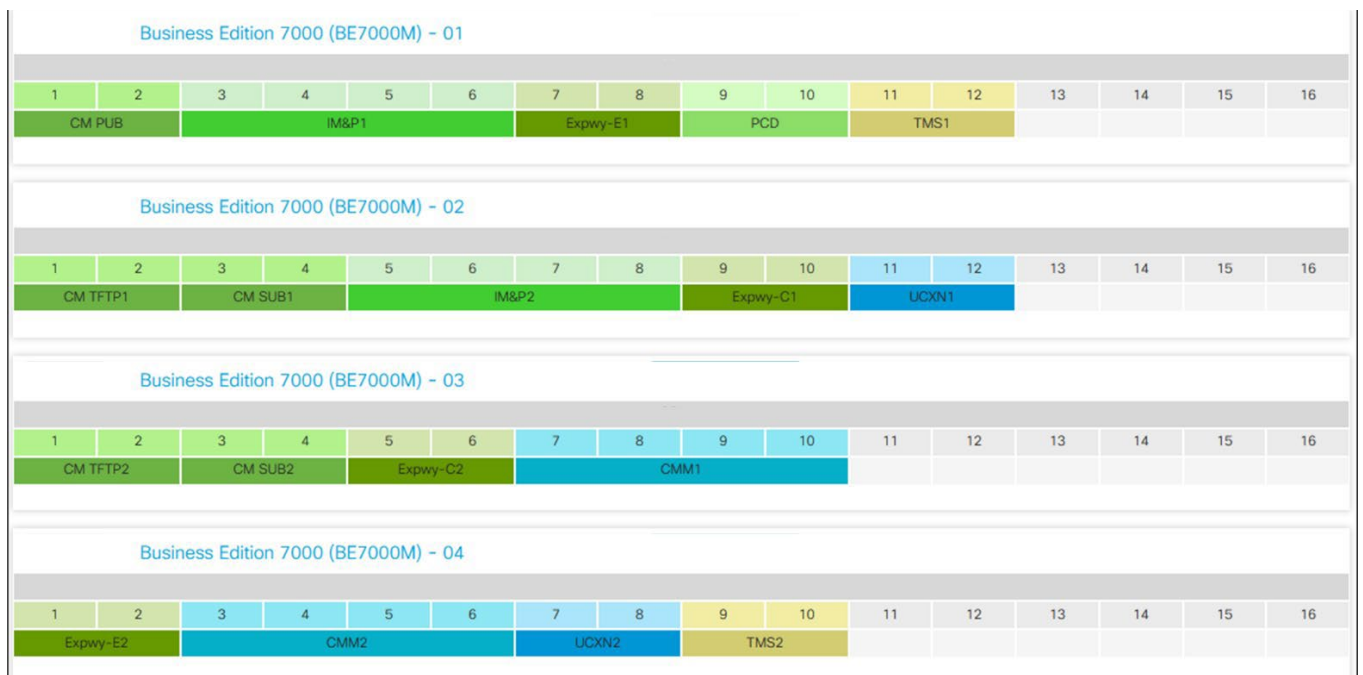 Business Edition 7000 (BE7000M) - 01
1 2 3 4 5 6 7 8 9 10 11 12 13 14 15 16
CM PUB IM&P1 Expwy-E1 PCD TMS1
Business Edition 7000 (BE7000M) - 02
1 2 3 4 5 6 7 8 9 10 11 12 13 14 15 16
CM TFTP1 CM SUB1 IM&P2 Expwy-C1 UCXN1
Business Edition 7000 (BE7000M) - 03
1 2 3 4 5 6 7 8 9 10 11 12 13 14 15 16
CM TFTP2 CM SUB2 Expwy-C2 CMM1
Business Edition 7000 (BE7000M) - 04
1 2 3 4 5 6 7 8 9 10 11 12 13 14 15 16
Expwy-E2 CMM2 UCXN2 TMS2